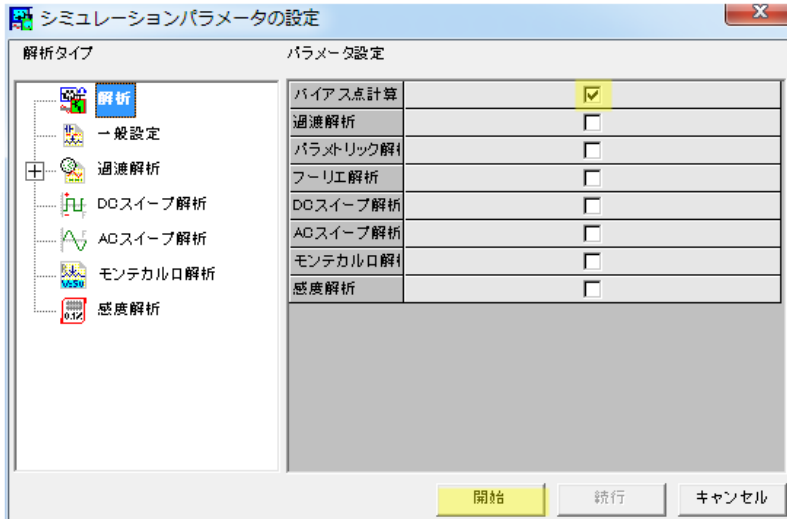 シミュレーションパラメータの設定
解析タイプ
パラメータ設定
解析
一般設定
過渡解析
DCスイープ解析
ACスイープ解析
モンテカルロ解析
感度解析
バイアス点計算
過渡解析
パラメトリック解
フーリエ解析
DCスイープ解析
ACスイープ解析
モンテカルロ解
感度解析
開始
続行
キャンセル